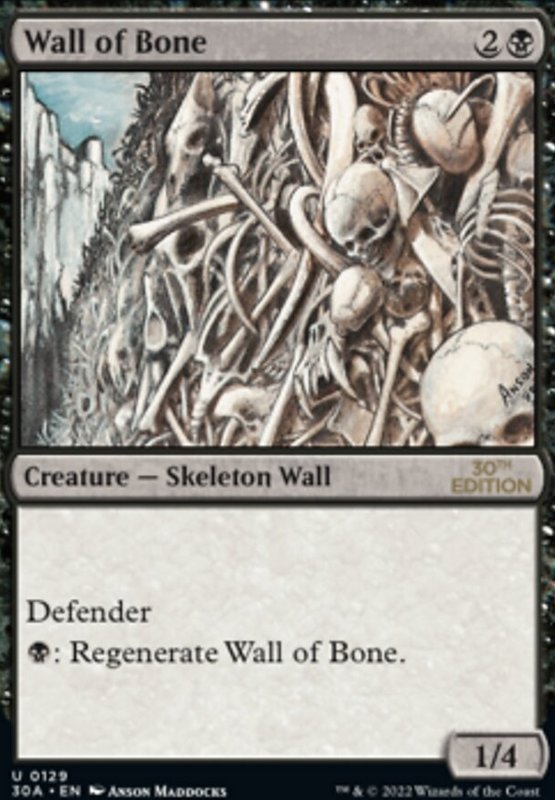 Wall of Bone 2
Creature — Skeleton Wall
30TH
EDITION
Defender
: Regenerate Wall of Bone.
1/4
U 0129
30A • EN Anson Maddocks
™ & © 2022 Wizards of the Coast